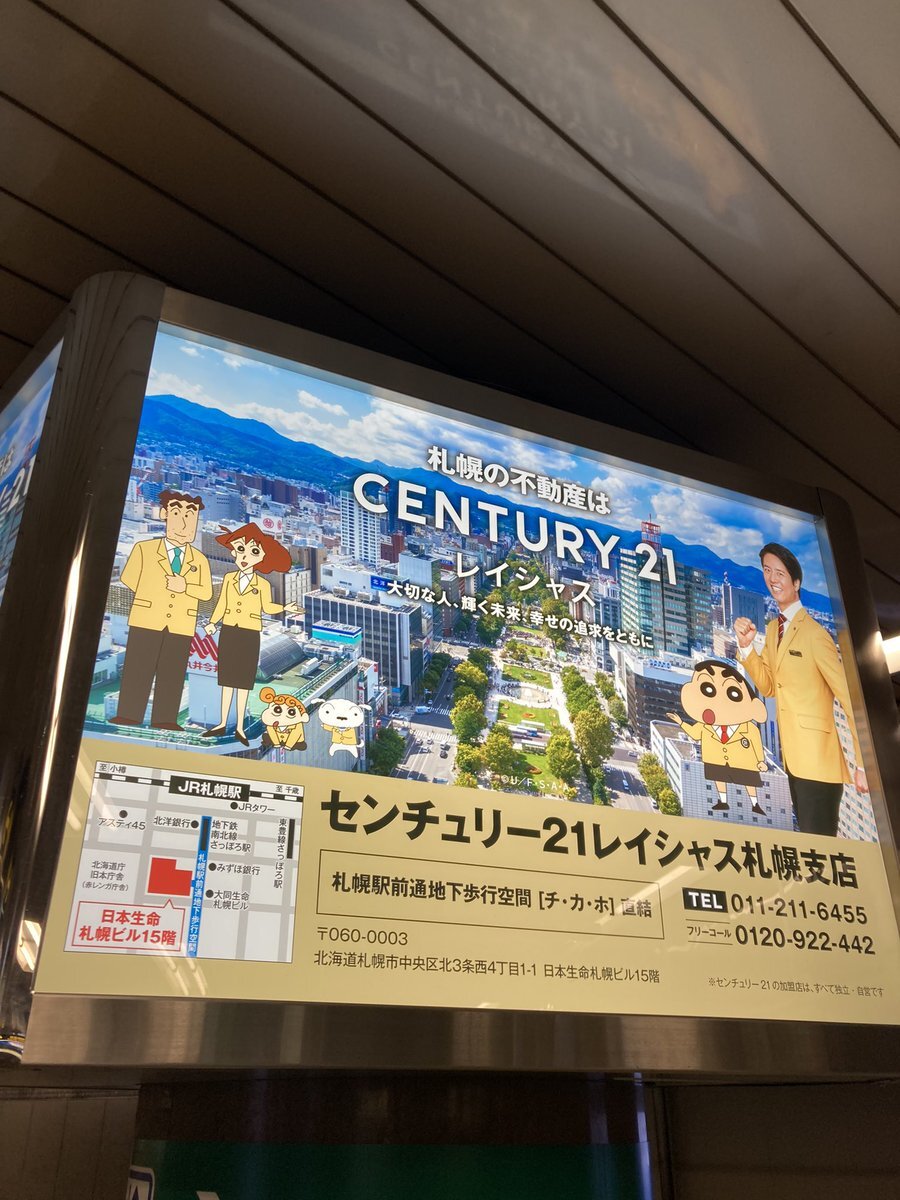 札幌の不動産は
CENTURY 21
レイシャス
大切な人、輝く未来、幸せの追求をともに
©U/F・S・A・A
至小樽
JR札幌駅
至千歳
JRタワー
アスティ45
北洋銀行
地下鉄
南北線
さっぽろ駅
東豊線さっぽろ駅
札幌駅前通地下歩行空間
みずほ銀行
大同生命
札幌ビル
北海道庁
旧本庁舎
(赤レンガ庁舎)
日本生命
札幌ビル15階
センチュリー21レイシャス札幌支店
札幌駅前通地下歩行空間 [チ・カ・ホ] 直結
〒060-0003
北海道札幌市中央区北3条西4丁目1-1 日本生命札幌ビル15階
TEL 011-211-6455
フリーコール 0120-922-442
※センチュリー21の加盟店は、すべて独立・自営です